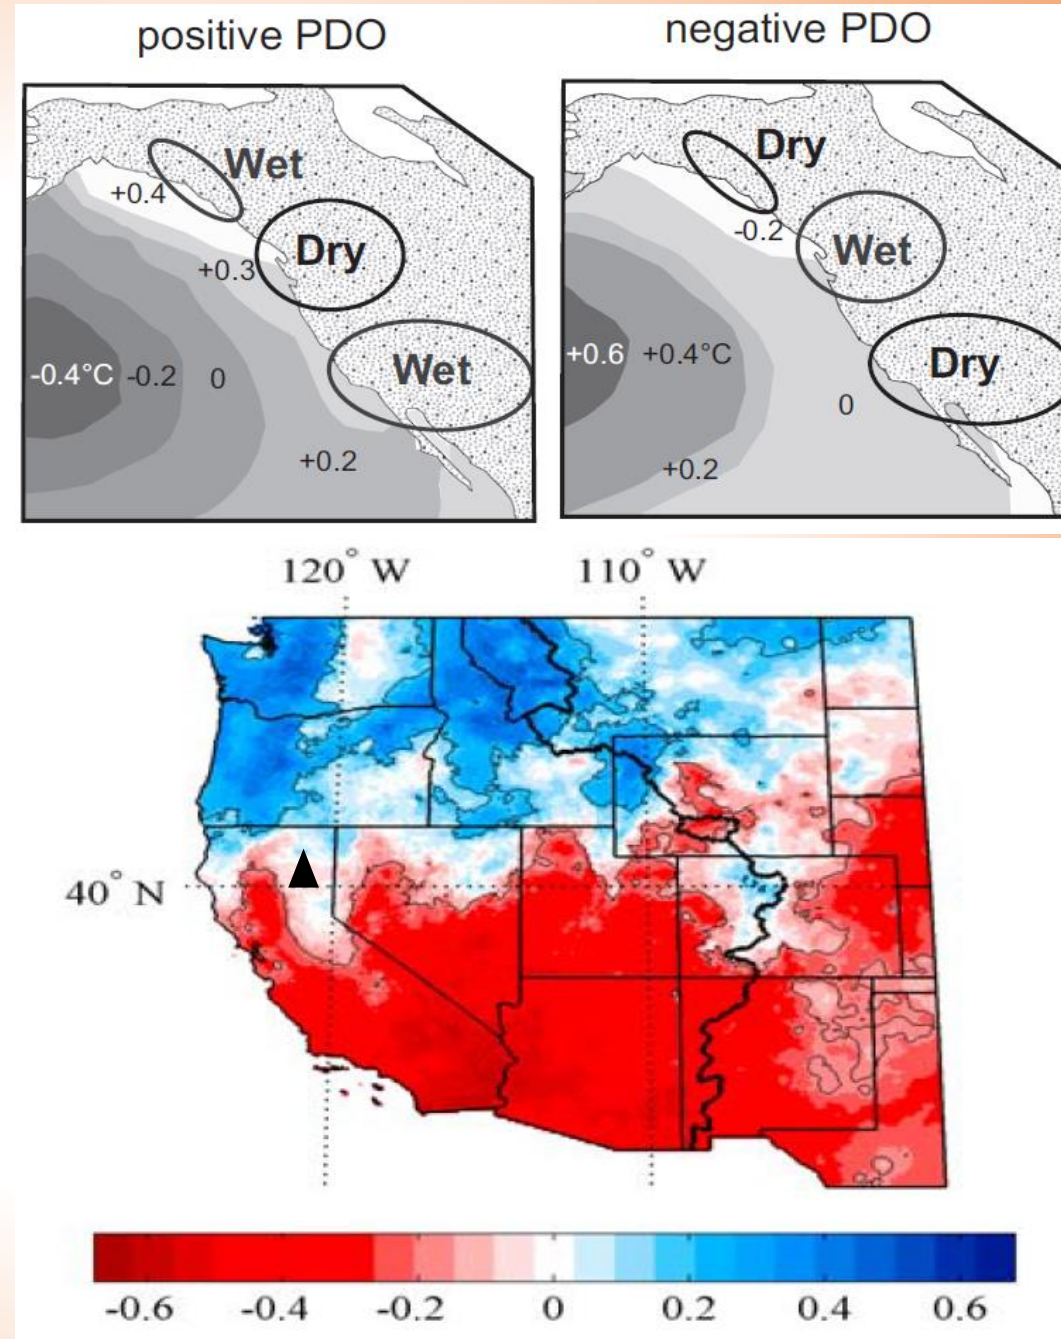 positive PDO
Wet
+0.4
Dry
+0.3
Wet
-0.4°C -0.2 0
+0.2
negative PDO
Dry
-0.2
Wet
+0.6 +0.4°C
Dry
0
+0.2
120° W 110° W
40° N
-0.6 -0.4 -0.2 0 0.2 0.4 0.6